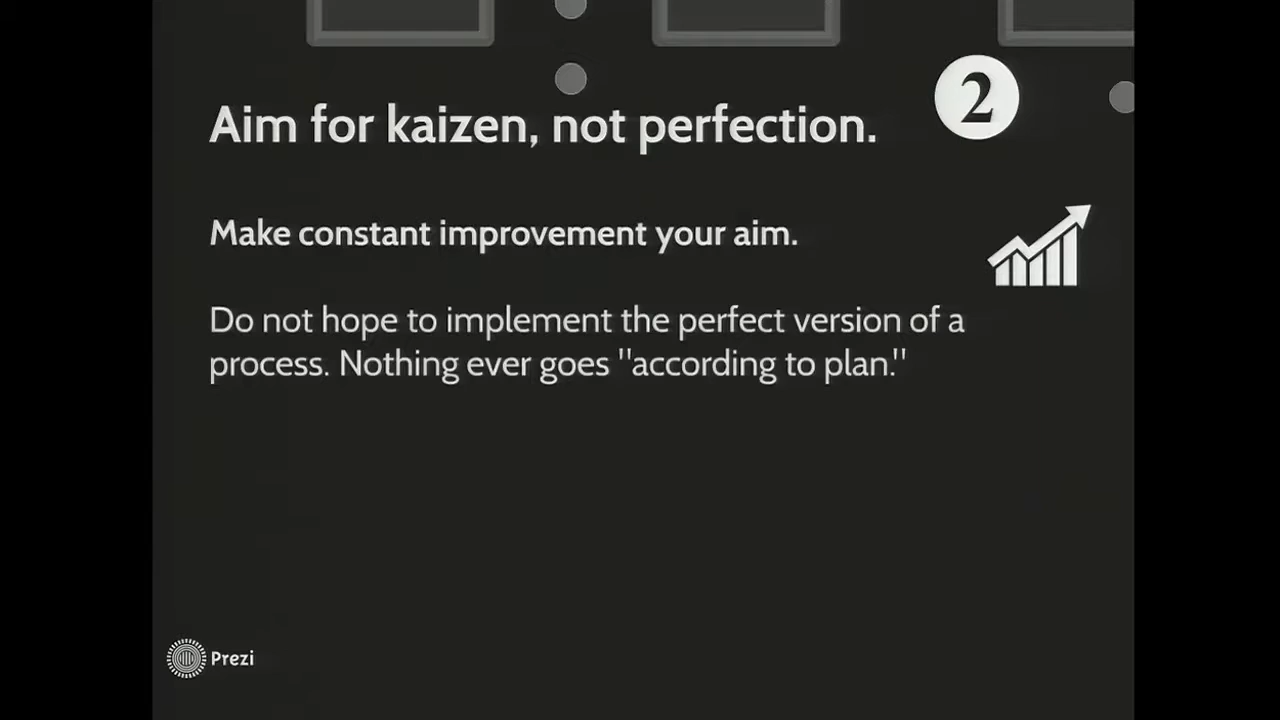 2
Aim for kaizen, not perfection.
Make constant improvement your aim.
Do not hope to implement the perfect version of a
process. Nothing ever goes "according to plan."
Prezi